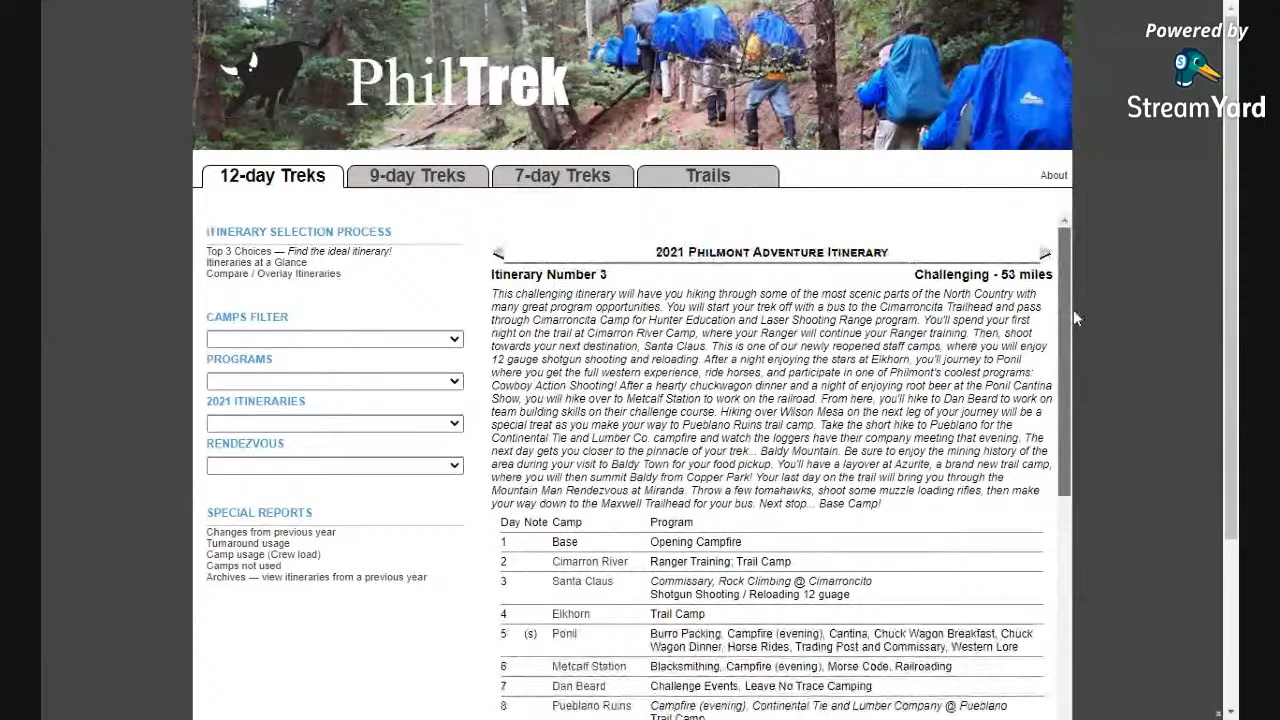 Powered by
StreamYard
PhilTrek
12-day Treks
9-day Treks
7-day Treks
Trails
About
ITINERARY SELECTION PROCESS
Top 3 Choices — Find the ideal itinerary!
Itineraries at a Glance
Compare / Overlay Itineraries
CAMPS FILTER
PROGRAMS
2021 ITINERARIES
RENDEZVOUS
SPECIAL REPORTS
Changes from previous year
Turnaround usage
Camp usage (Crew load)
Camps not used
Archives — view itineraries from a previous year
2021 PHILMONT ADVENTURE ITINERARY
Itinerary Number 3 Challenging - 53 miles
This challenging itinerary will have you hiking through some of the most scenic parts of the North Country with
many great program opportunities. You will start your trek off with a bus to the Cimarroncita Trailhead and pass
through Cimarroncita Camp for Hunter Education and Laser Shooting Range program. You'll spend your first
night on the trail at Cimarron River Camp, where your Ranger will continue your Ranger training. Then, shoot
towards your next destination, Santa Claus. This is one of our newly reopened staff camps, where you will enjoy
12 gauge shotgun shooting and reloading. After a night enjoying the stars at Elkhorn, you'll journey to Ponil
where you get the full western experience, ride horses, and participate in one of Philmont's coolest programs:
Cowboy Action Shooting! After a hearty chuckwagon dinner and a night of enjoying root beer at the Ponil Cantina
Show, you will hike over to Metcalf Station to work on the railroad. From here, you'll hike to Dan Beard to work on
team building skills on their challenge course. Hiking over Wilson Mesa on the next leg of your journey will be a
special treat as you make your way to Pueblano Ruins trail camp. Take the short hike to Pueblano for the
Continental Tie and Lumber Co. campfire and watch the loggers have their company meeting that evening. The
next day gets you closer to the pinnacle of your trek... Baldy Mountain. Be sure to enjoy the mining history of the
area during your visit to Baldy Town for your food pickup. You'll have a layover at Azurite, a brand new trail camp,
where you will then summit Baldy from Copper Park! Your last day on the trail will bring you through the
Mountain Man Rendezvous at Miranda. Throw a few tomahawks, shoot some muzzle loading rifles, then make
your way down to the Maxwell Trailhead for your bus. Next stop... Base Camp!
Day Note Camp Program
1 Base Opening Campfire
2 Cimarron River Ranger Training; Trail Camp
3 Santa Claus Commissary, Rock Climbing @ Cimarroncito
Shotgun Shooting / Reloading 12 guage
4 Elkhorn Trail Camp
5 (s) Ponil Burro Packing, Campfire (evening), Cantina, Chuck Wagon Breakfast, Chuck
Wagon Dinner, Horse Rides, Trading Post and Commissary, Western Lore
6 Metcalf Station Blacksmithing, Campfire (evening), Morse Code, Railroading
7 Dan Beard Challenge Events, Leave No Trace Camping
8 Pueblano Ruins Campfire (evening), Continental Tie and Lumber Company @ Pueblano
Trail Camp